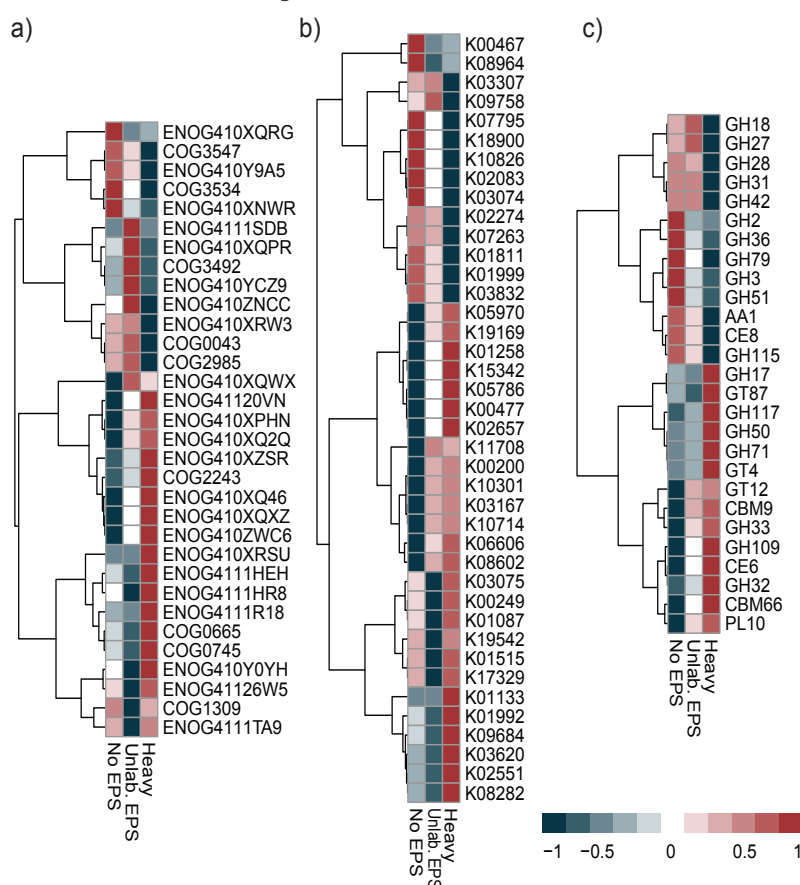 a)
ENOG410XQRG
COG3547
ENOG410Y9A5
COG3534
ENOG410XNWR
ENOG4111SDB
ENOG410XQPR
COG3492
ENOG410YCZ9
ENOG410ZNCC
ENOG410XRW3
COG0043
COG2985
ENOG410XQWX
ENOG41120VN
ENOG410XPHN
ENOG410XQ2Q
ENOG410XZSR
COG2243
ENOG410XQ46
ENOG410XQXZ
ENOG410ZWC6
ENOG410XRSU
ENOG4111HEH
ENOG4111HR8
ENOG4111R18
COG0665
COG0745
ENOG410Y0YH
ENOG41126W5
COG1309
ENOG4111TA9
No EPS
Unlab. EPS
Heavy
b)
K00467
K08964
K03307
K09758
K07795
K18900
K10826
K02083
K03074
K02274
K07263
K01811
K01999
K03832
K05970
K19169
K01258
K15342
K05786
K00477
K02657
K11708
K00200
K10301
K03167
K10714
K06606
K08602
K03075
K00249
K01087
K19542
K01515
K17329
K01133
K01992
K09684
K03620
K02551
K08282
No EPS
Unlab. EPS
Heavy
c)
GH18
GH27
GH28
GH31
GH42
GH2
GH36
GH79
GH3
GH51
AA1
CE8
GH115
GH17
GT87
GH117
GH50
GH71
GT4
GT12
CBM9
GH33
GH109
CE6
GH32
CBM66
PL10
No EPS
Unlab. EPS
Heavy
−1 −0.5 0 0.5 1